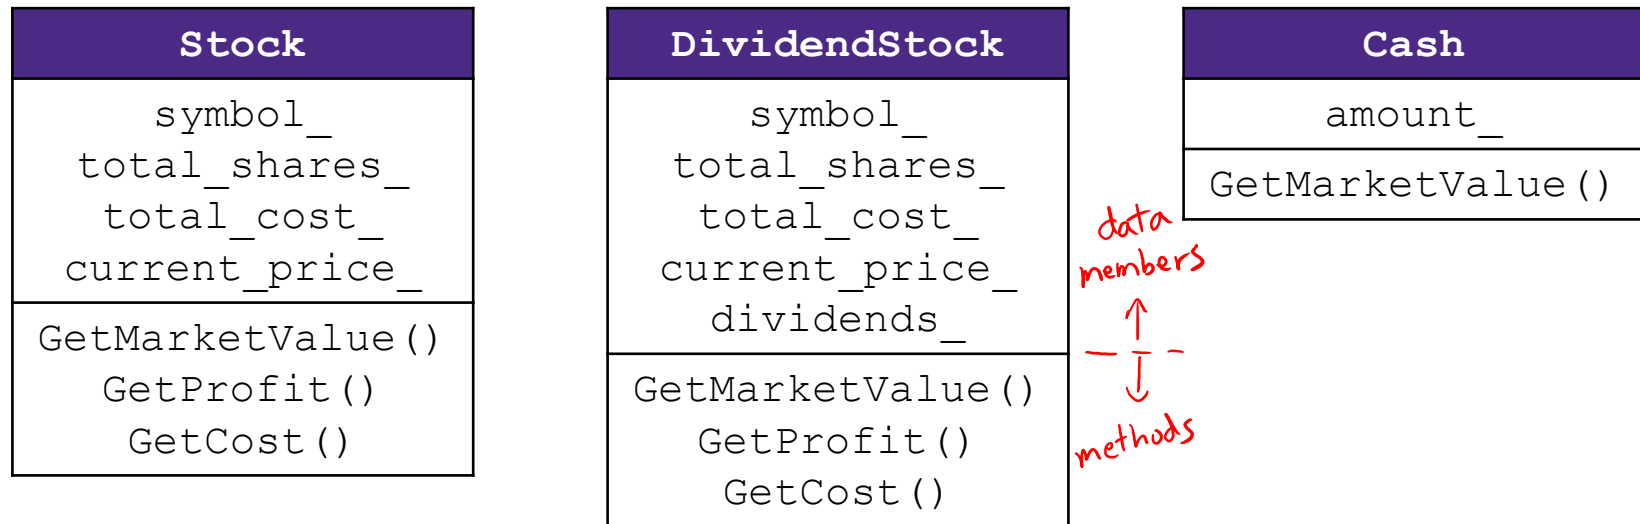 Stock
symbol_
total_shares_
total_cost_
current_price_
GetMarketValue()
GetProfit()
GetCost()
DividendStock
symbol_
total_shares_
total_cost_
current_price_
dividends_
GetMarketValue()
GetProfit()
GetCost()
data
members
methods
Cash
amount_
GetMarketValue()